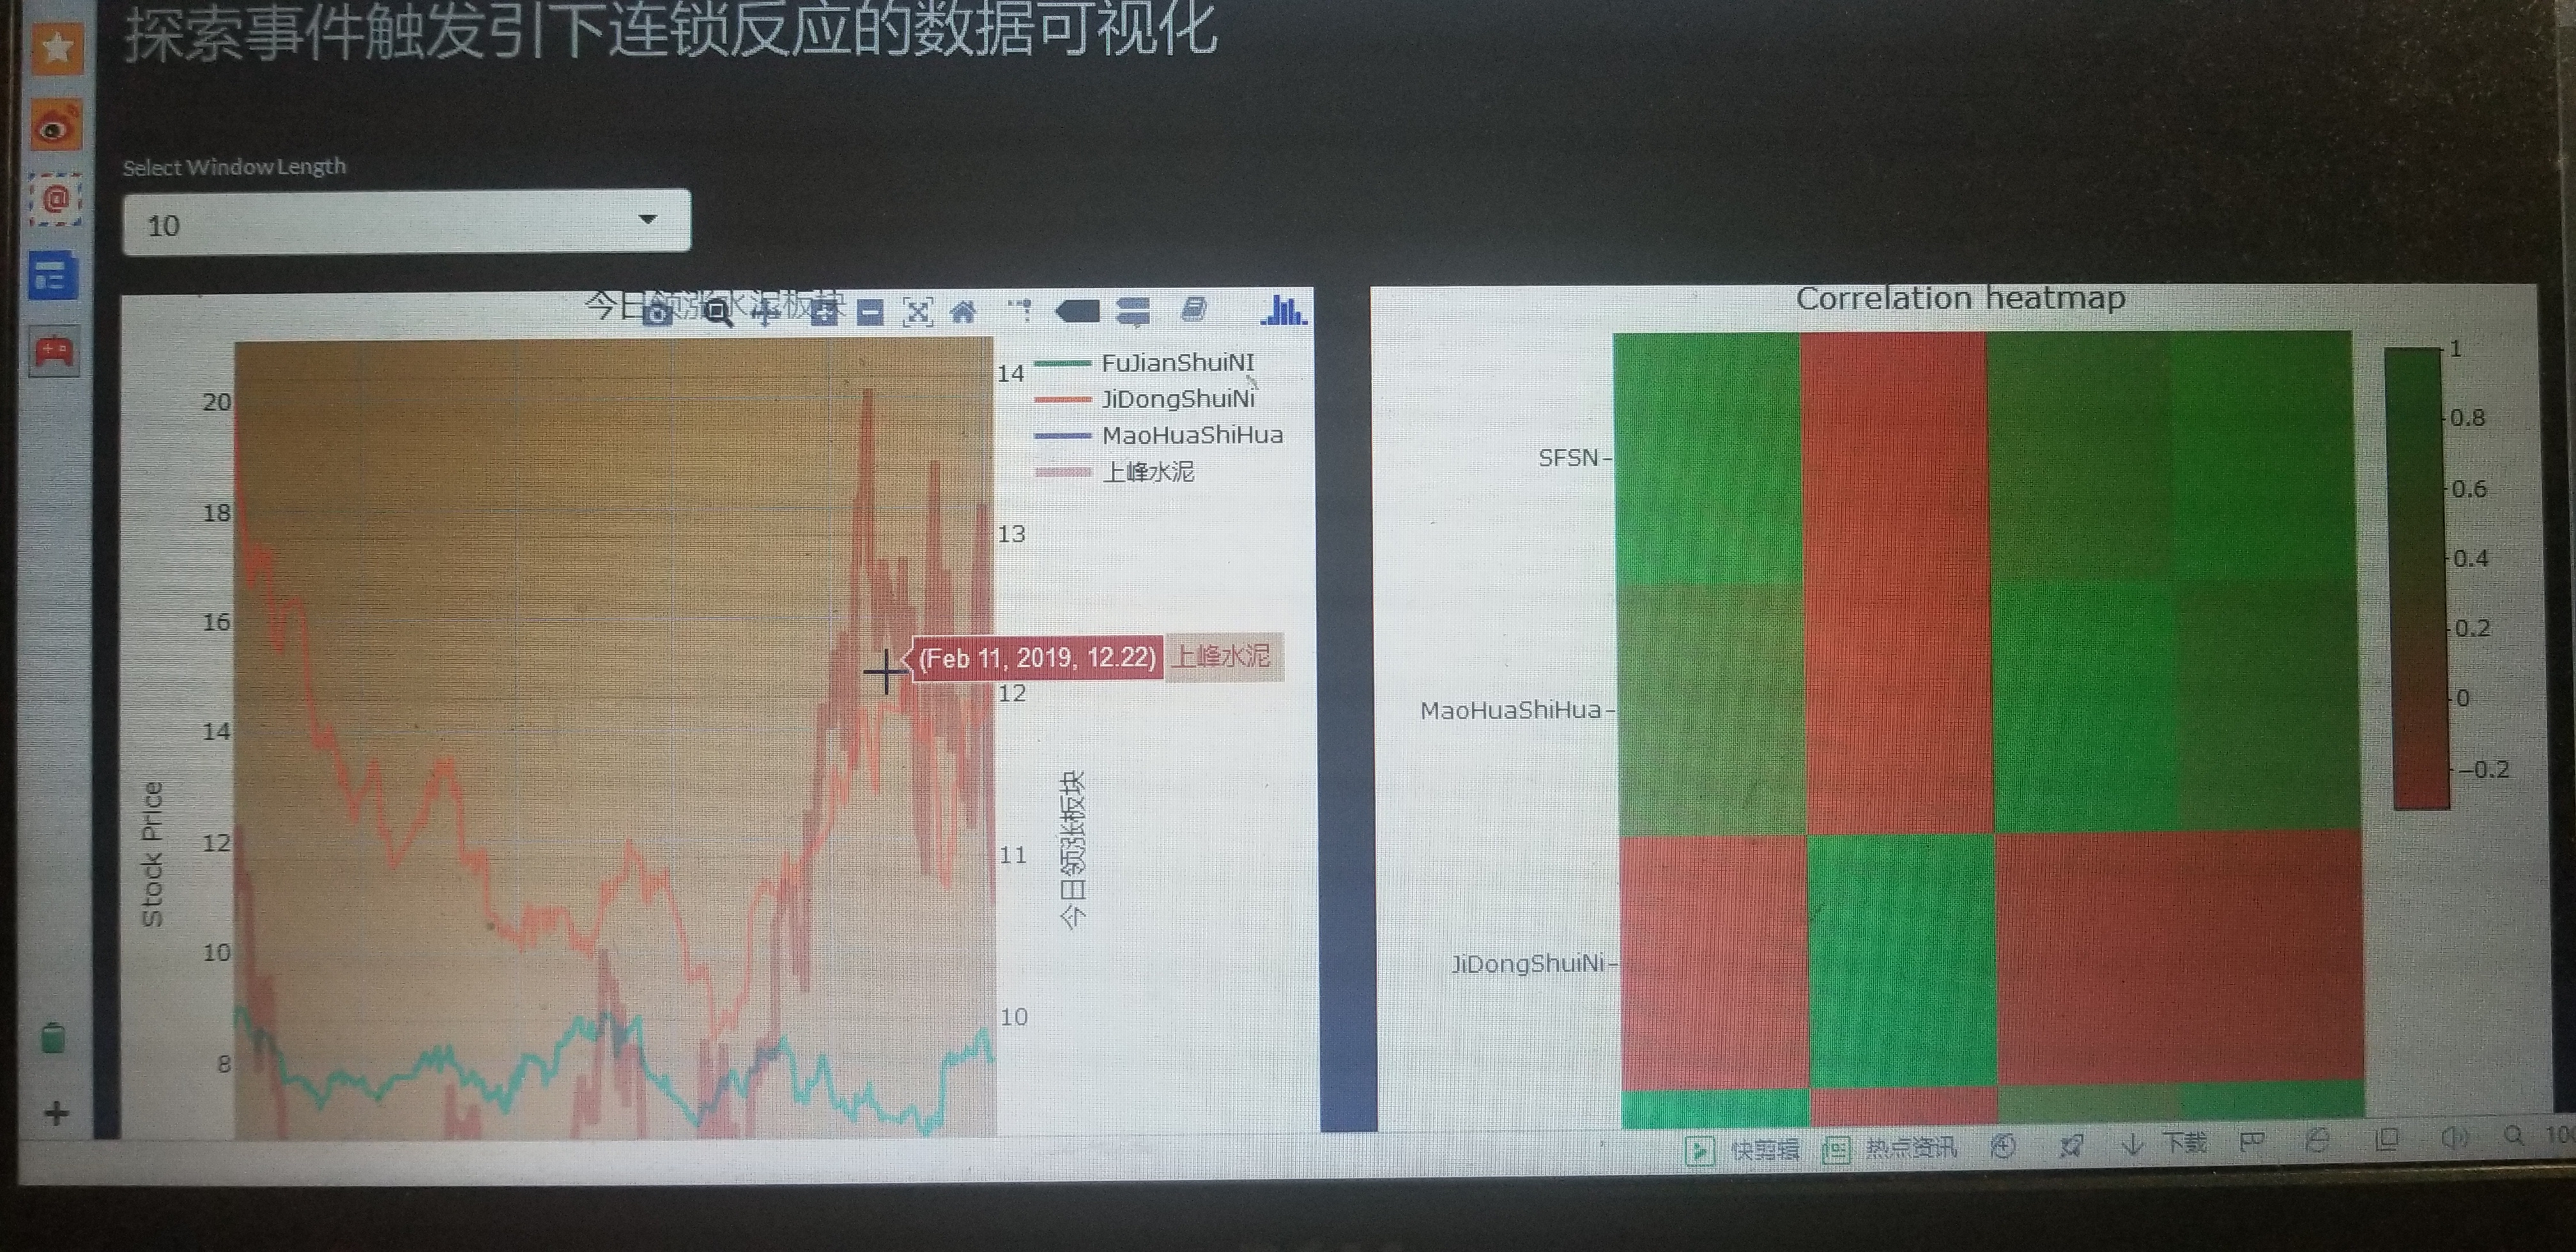 探索事件触发引下连锁反应的数据可视化
Select Window Length
10
今日领涨水泥板块
20
18
16
14
12
10
8
Stock Price
14
13
12
11
10
今日领涨板块
FuJianShuiNI
JiDongShuiNi
MaoHuaShiHua
上峰水泥
(Feb 11, 2019, 12.22) 上峰水泥
Correlation heatmap
SFSN
MaoHuaShiHua
JiDongShuiNi
1
0.8
0.6
0.4
0.2
0
−0.2
快剪辑 热点资讯 下载